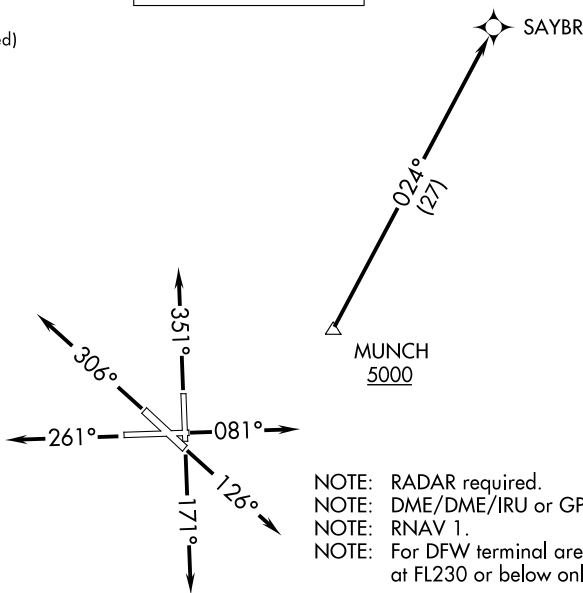 ed)
SAYBR
024°
(27)
351°
MUNCH
5000
306°
261°
081°
126°
171°
NOTE: RADAR required.
NOTE: DME/DME/IRU or GP
NOTE: RNAV 1.
NOTE: For DFW terminal are
at FL230 or below onl